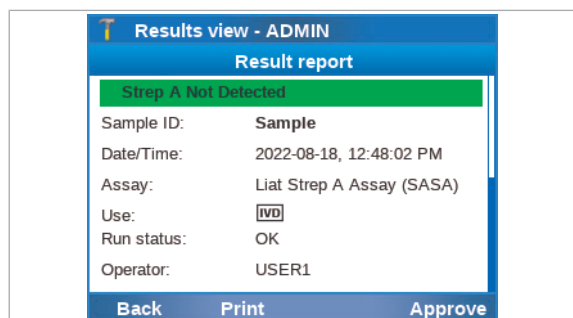 Results view - ADMIN
Result report
Strep A Not Detected
Sample ID: Sample
Date/Time: 2022-08-18, 12:48:02 PM
Assay: Liat Strep A Assay (SASA)
Use: IVD
Run status: OK
Operator: USER1
Back Print Approve